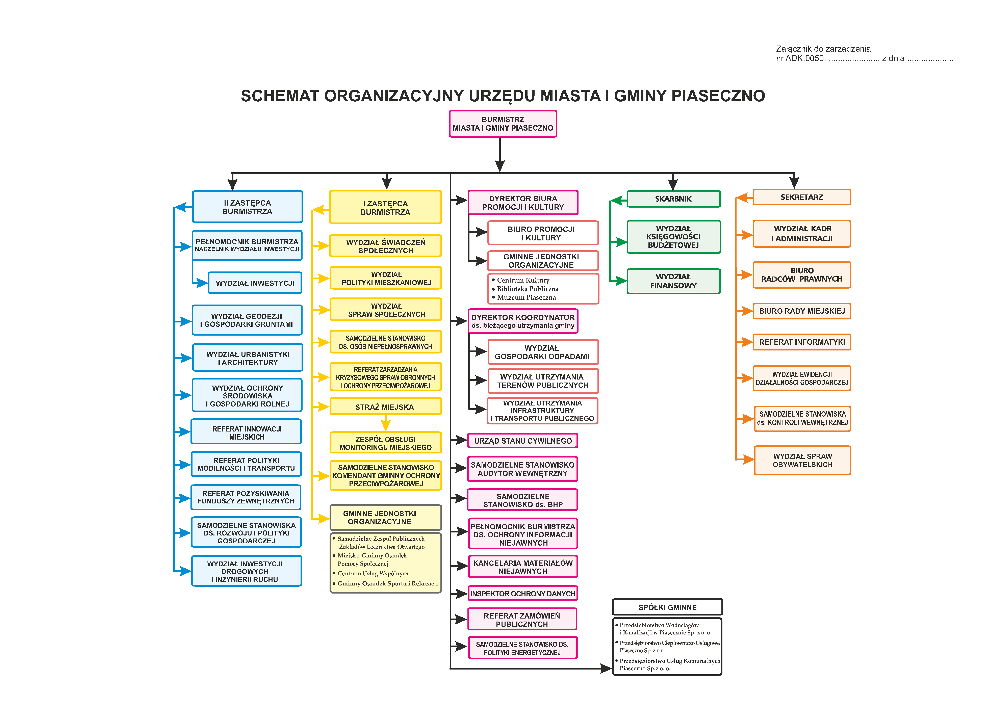 Załącznik do zarządzenia
nr ADK.0050. ...................... z dnia ....................
SCHEMAT ORGANIZACYJNY URZĘDU MIASTA I GMINY PIASECZNO
BURMISTRZ
MIASTA I GMINY PIASECZNO
II ZASTĘPCA
BURMISTRZA
PEŁNOMOCNIK BURMISTRZA
NACZELNIK WYDZIAŁU INWESTYCJI
WYDZIAŁ INWESTYCJI
WYDZIAŁ GEODEZJI
I GOSPODARKI GRUNTAMI
WYDZIAŁ URBANISTYKI
I ARCHITEKTURY
WYDZIAŁ OCHRONY
ŚRODOWISKA
I GOSPODARKI ROLNEJ
REFERAT INNOWACJI
MIEJSKICH
REFERAT POLITYKI
MOBILNOŚCI I TRANSPORTU
REFERAT POZYSKIWANIA
FUNDUSZY ZEWNĘTRZNYCH
SAMODZIELNE STANOWISKA
DS. ROZWOJU I POLITYKI
GOSPODARCZEJ
WYDZIAŁ INWESTYCJI
DROGOWYCH
I INŻYNIERII RUCHU
I ZASTĘPCA
BURMISTRZA
WYDZIAŁ ŚWIADCZEŃ
SPOŁECZNYCH
WYDZIAŁ
POLITYKI MIESZKANIOWEJ
WYDZIAŁ
SPRAW SPOŁECZNYCH
SAMODZIELNE STANOWISKO
DS. OSÓB NIEPEŁNOSPRAWNYCH
REFERAT ZARZĄDZANIA
KRYZYSOWEGO SPRAW OBRONNYCH
I OCHRONY PRZECIWPOŻAROWEJ
STRAŻ MIEJSKA
ZESPÓŁ OBSŁUGI
MONITORINGU MIEJSKIEGO
SAMODZIELNE STANOWISKO
KOMENDANT GMINNY OCHRONY
PRZECIWPOŻAROWEJ
GMINNE JEDNOSTKI
ORGANIZACYJNE
• Samodzielny Zespół Publicznych
Zakładów Lecznictwa Otwartego
• Miejsko-Gminny Ośrodek
Pomocy Społecznej
• Centrum Usług Wspólnych
• Gminny Ośrodek Sportu i Rekreacji
DYREKTOR BIURA
PROMOCJI I KULTURY
BIURO PROMOCJI
I KULTURY
GMINNE JEDNOSTKI
ORGANIZACYJNE
• Centrum Kultury
• Biblioteka Publiczna
• Muzeum Piaseczna
DYREKTOR KOORDYNATOR
ds. bieżącego utrzymania gminy
WYDZIAŁ
GOSPODARKI ODPADAMI
WYDZIAŁ UTRZYMANIA
TERENÓW PUBLICZNYCH
WYDZIAŁ UTRZYMANIA
INFRASTRUKTURY
I TRANSPORTU PUBLICZNEGO
URZĄD STANU CYWILNEGO
SAMODZIELNE STANOWISKO
AUDYTOR WEWNĘTRZNY
SAMODZIELNE
STANOWISKO ds. BHP
PEŁNOMOCNIK BURMISTRZA
DS. OCHRONY INFORMACJI
NIEJAWNYCH
KANCELARIA MATERIAŁÓW
NIEJAWNYCH
INSPEKTOR OCHRONY DANYCH
REFERAT ZAMÓWIEŃ
PUBLICZNYCH
SAMODZIELNE STANOWISKO DS.
POLITYKI ENERGETYCZNEJ
SKARBNIK
WYDZIAŁ
KSIĘGOWOŚCI
BUDŻETOWEJ
WYDZIAŁ
FINANSOWY
SEKRETARZ
WYDZIAŁ KADR
I ADMINISTRACJI
BIURO
RADCÓW PRAWNYCH
BIURO RADY MIEJSKIEJ
REFERAT INFORMATYKI
WYDZIAŁ EWIDENCJI
DZIAŁALNOŚCI GOSPODARCZEJ
SAMODZIELNE STANOWISKA
ds. KONTROLI WEWNĘTRZNEJ
WYDZIAŁ SPRAW
OBYWATELSKICH
SPÓŁKI GMINNE
• Przedsiębiorstwo Wodociągów
i Kanalizacji w Piasecznie Sp. z o. o.
• Przedsiębiorstwo Ciepłowniczo Usługowe
Piaseczno Sp. z o.o
• Przedsiębiorstwo Usług Komunalnych
Piaseczno Sp.z o. o.